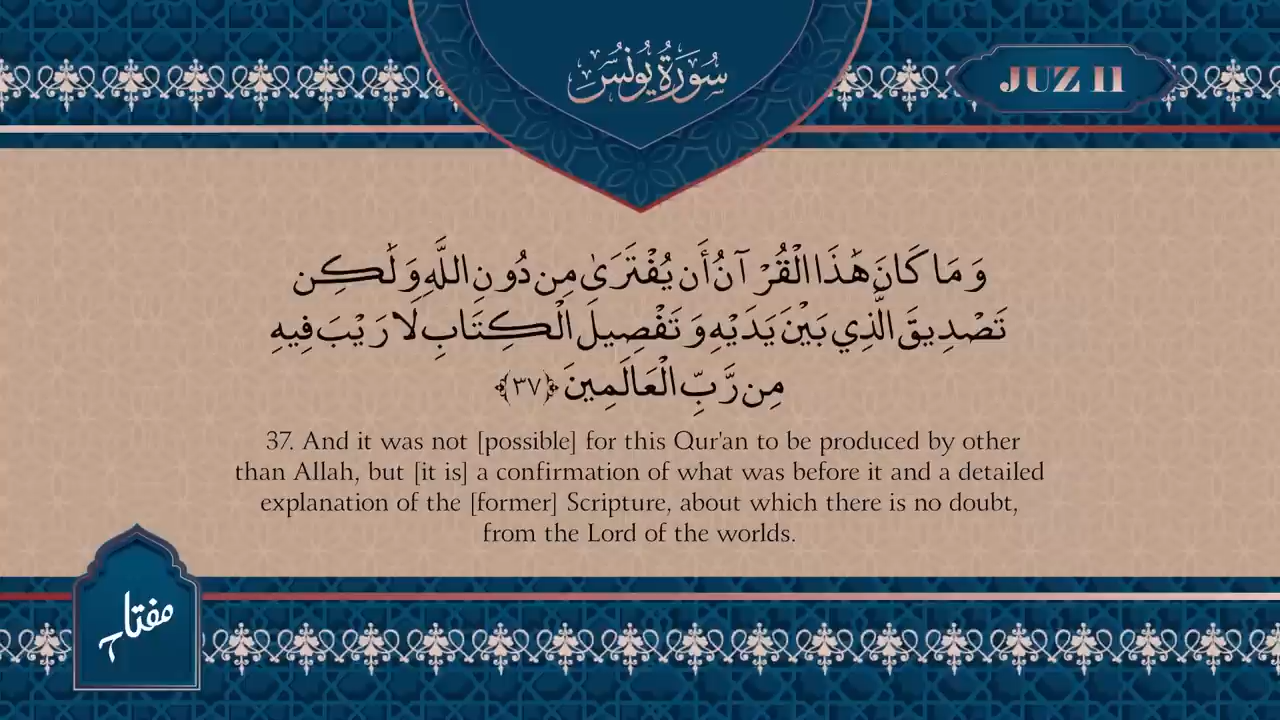 سُورَةُ يُونُسَ
JUZ 11
وَمَا كَانَ هَٰذَا الْقُرْآنُ أَن يُفْتَرَىٰ مِن دُونِ اللَّهِ وَلَٰكِن
تَصْدِيقَ الَّذِي بَيْنَ يَدَيْهِ وَتَفْصِيلَ الْكِتَابِ لَا رَيْبَ فِيهِ
مِن رَّبِّ الْعَالَمِينَ ﴿٣٧﴾
37. And it was not [possible] for this Qur'an to be produced by other
than Allah, but [it is] a confirmation of what was before it and a detailed
explanation of the [former] Scripture, about which there is no doubt,
from the Lord of the worlds.
مفتاح